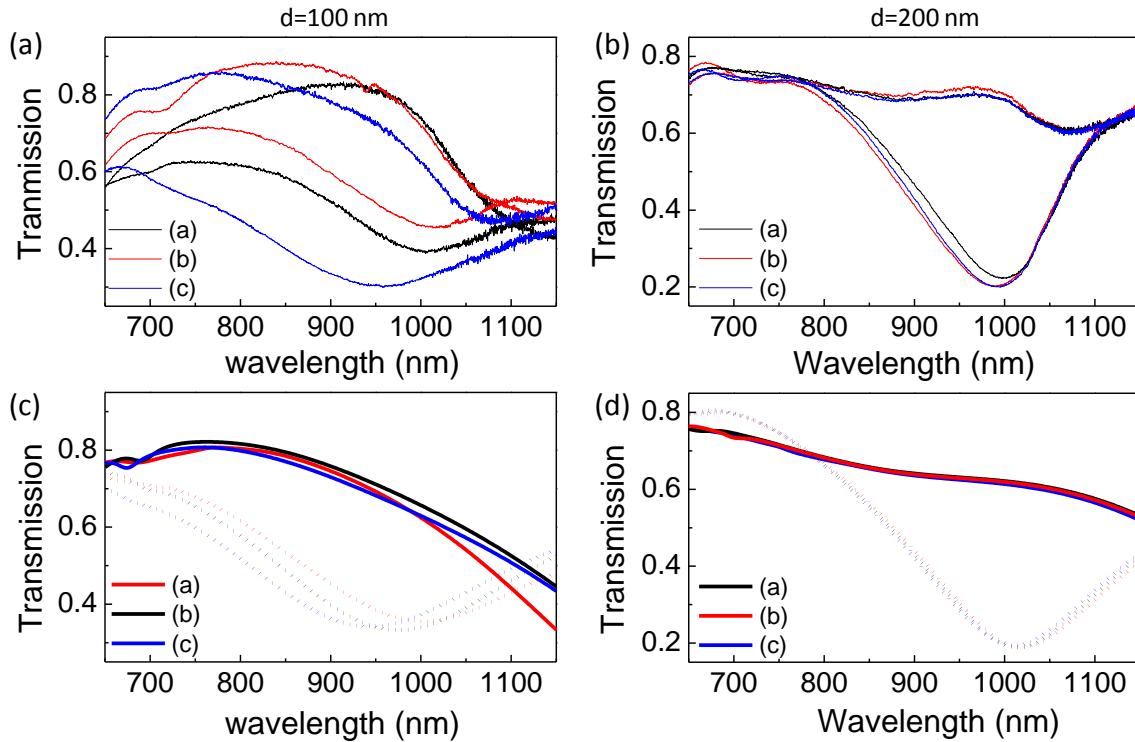 d=100 nm
d=200 nm
(a)
0.8
0.6
0.4
Tranmission
(a)
(b)
(c)
700 800 900 1000 1100
wavelength (nm)
(b)
0.8
0.6
0.4
0.2
Transmission
(a)
(b)
(c)
700 800 900 1000 1100
Wavelength (nm)
(c)
0.8
0.6
0.4
Transmission
(a)
(b)
(c)
700 800 900 1000 1100
wavelength (nm)
(d)
0.8
0.6
0.4
0.2
Transmission
(a)
(b)
(c)
700 800 900 1000 1100
Wavelength (nm)